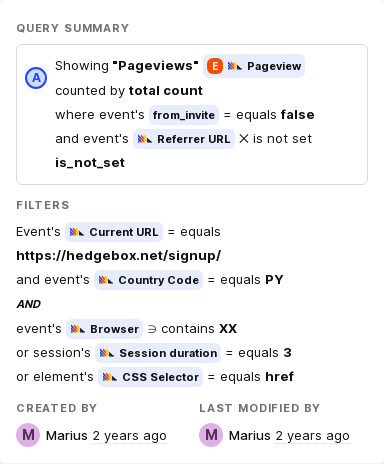 QUERY SUMMARY
A
Showing "Pageviews" E Pageview
counted by total count
where event's from_invite = equals false
and event's Referrer URL ✕ is not set
is_not_set
FILTERS
Event's Current URL = equals
https://hedgebox.net/signup/
and event's Country Code = equals PY
AND
event's Browser ∋ contains XX
or session's Session duration = equals 3
or element's CSS Selector = equals href
CREATED BY
M Marius 2 years ago
LAST MODIFIED BY
M Marius 2 years ago